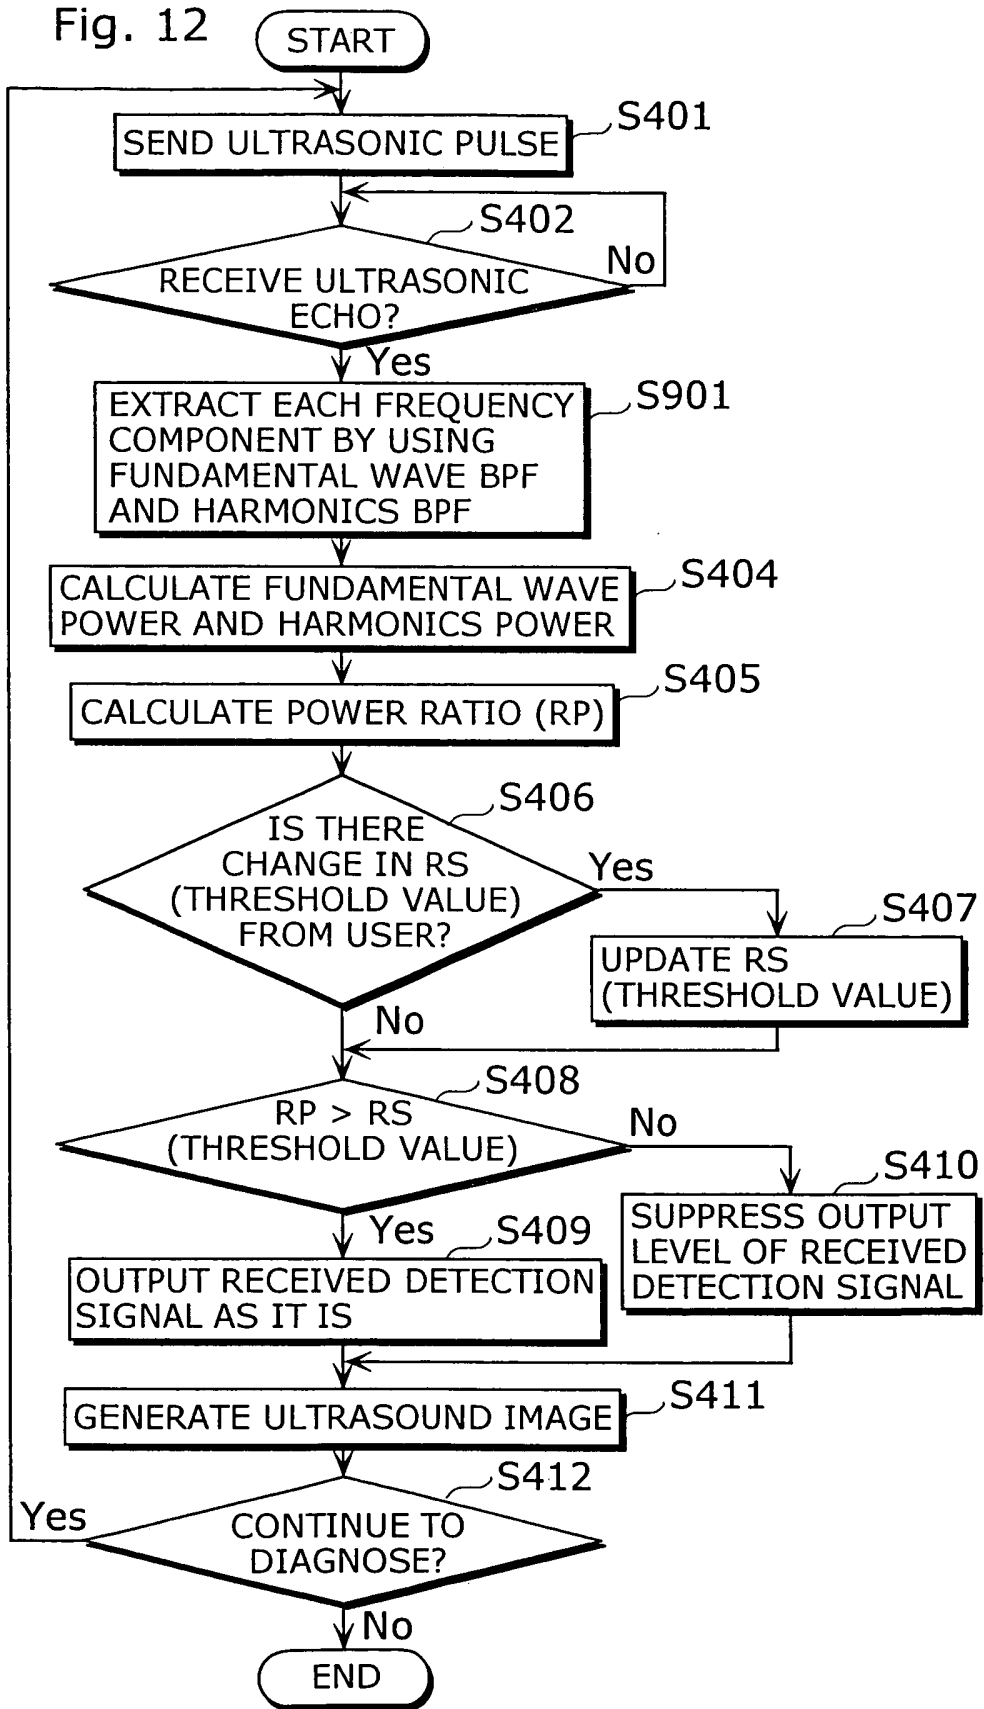 Fig. 12
START
SEND ULTRASONIC PULSE
S401
S402
No
RECEIVE ULTRASONIC
ECHO?
Yes
EXTRACT EACH FREQUENCY
COMPONENT BY USING
FUNDAMENTAL WAVE BPF
AND HARMONICS BPF
S901
CALCULATE FUNDAMENTAL WAVE
POWER AND HARMONICS POWER
S404
CALCULATE POWER RATIO (RP)
S405
S406
IS THERE
CHANGE IN RS
(THRESHOLD VALUE)
FROM USER?
Yes
S407
UPDATE RS
(THRESHOLD VALUE)
No
S408
RP > RS
(THRESHOLD VALUE)
No
S410
SUPPRESS OUTPUT
LEVEL OF RECEIVED
DETECTION SIGNAL
Yes
S409
OUTPUT RECEIVED DETECTION
SIGNAL AS IT IS
GENERATE ULTRASOUND IMAGE
S411
S412
Yes
CONTINUE TO
DIAGNOSE?
No
END